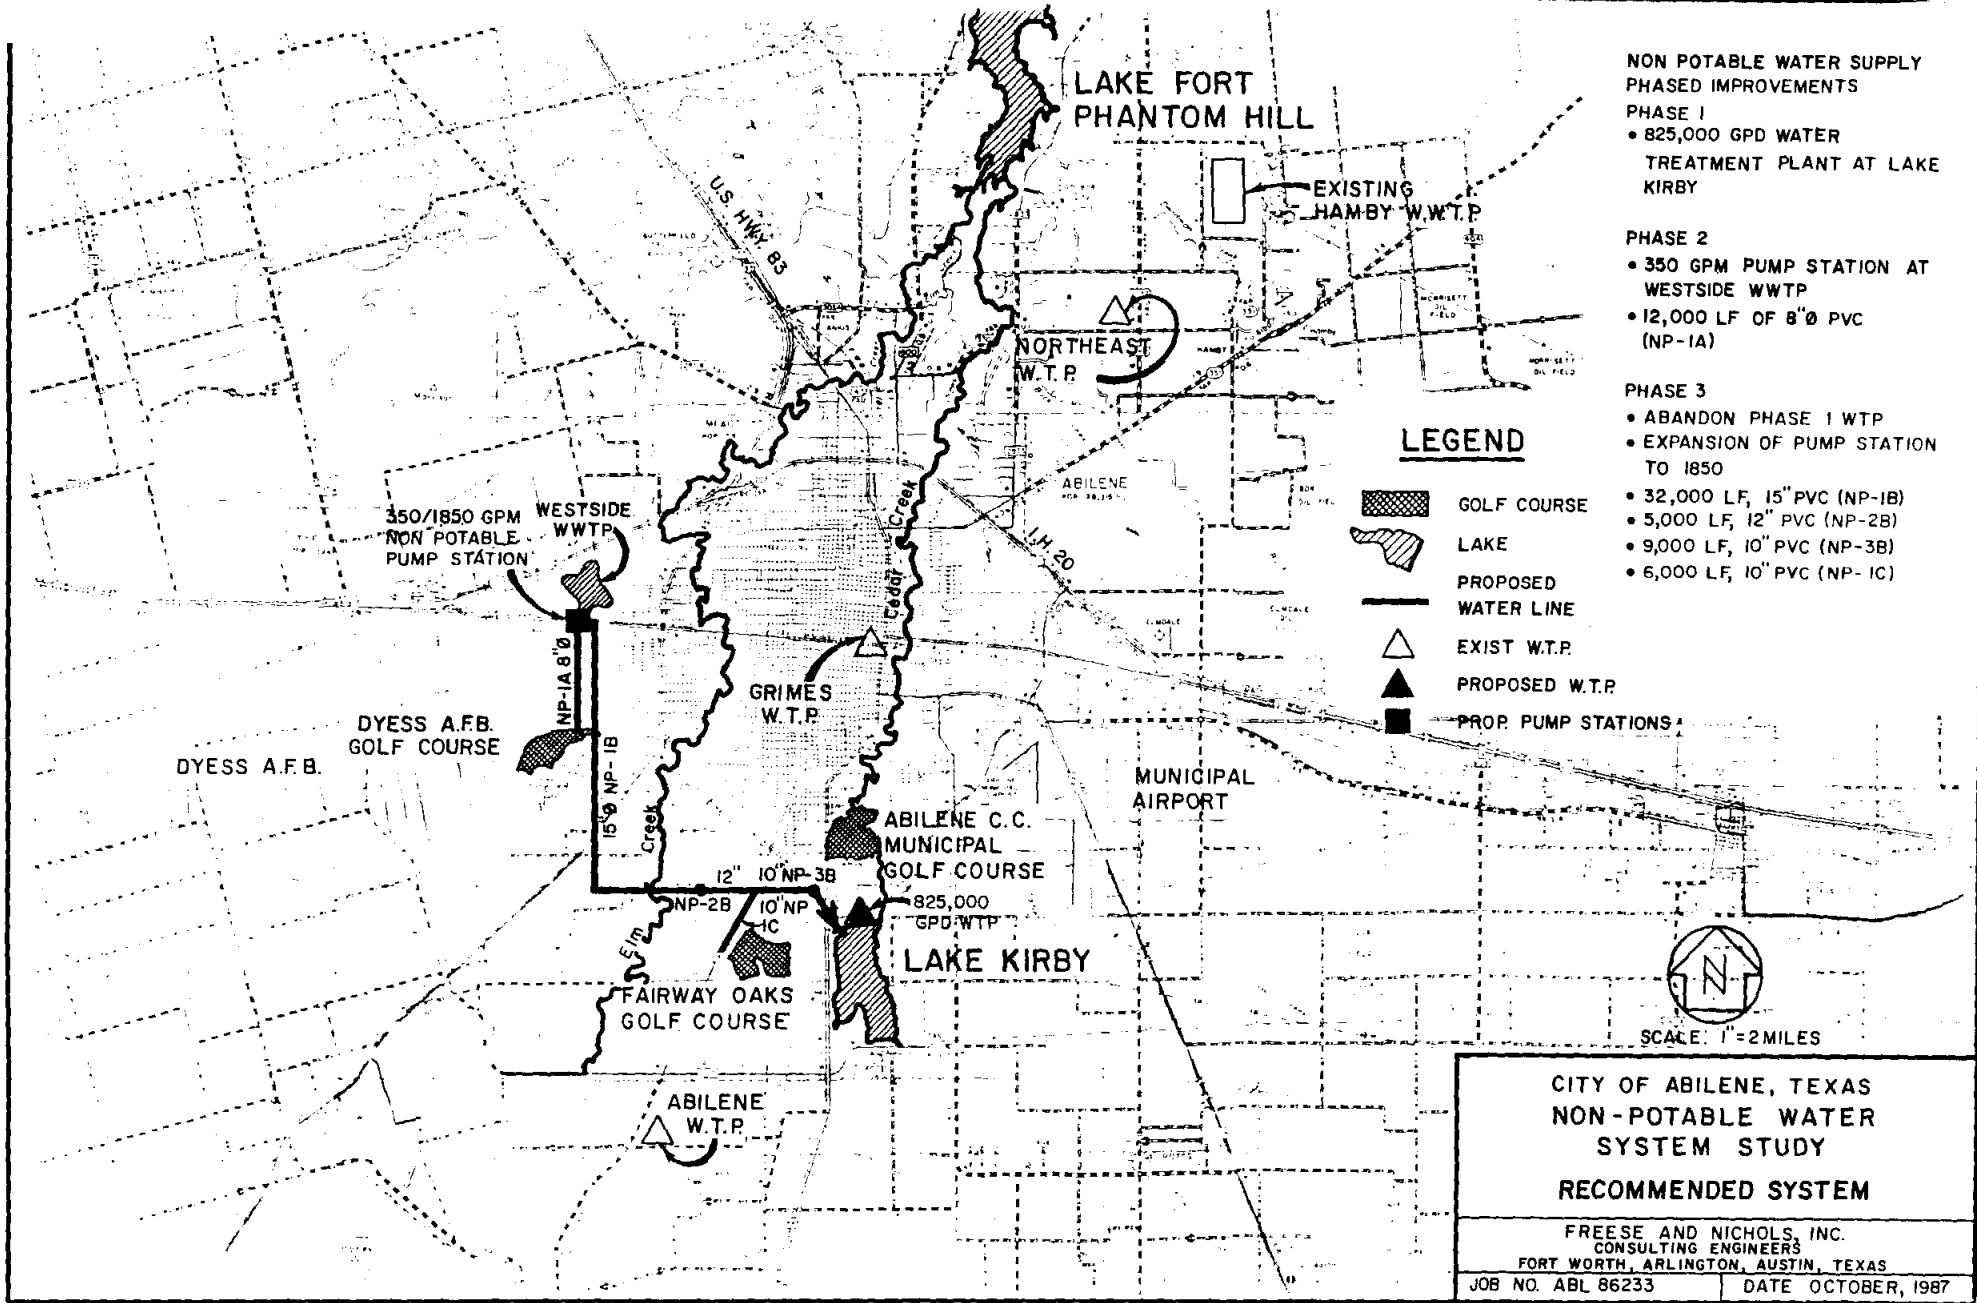 LAKE FORT
PHANTOM HILL
EXISTING
HAMBY W.W.T.P.
U.S. HWY 83
NORTHEAST
W.T.P.
ABILENE
I.H. 20
Cedar Creek
WESTSIDE
WWTP
350/1850 GPM
NON POTABLE
PUMP STATION
NP-1A 8"Ø
GRIMES
W.T.P.
DYESS A.F.B.
GOLF COURSE
DYESS A.F.B.
15"Ø NP-1B
Elm Creek
MUNICIPAL
AIRPORT
ABILENE C.C.
MUNICIPAL
GOLF COURSE
12"
10" NP-3B
NP-2B
10" NP
1C
825,000
GPD WTP
LAKE KIRBY
FAIRWAY OAKS
GOLF COURSE
ABILENE
W.T.P.
ELMDALE
MORRISETT
OIL FIELD
MORRISETT
OIL FIELD
HAMBY
NON POTABLE WATER SUPPLY
PHASED IMPROVEMENTS
PHASE 1
• 825,000 GPD WATER
TREATMENT PLANT AT LAKE
KIRBY
PHASE 2
• 350 GPM PUMP STATION AT
WESTSIDE WWTP
• 12,000 LF OF 8"Ø PVC
(NP-1A)
PHASE 3
• ABANDON PHASE 1 WTP
• EXPANSION OF PUMP STATION
TO 1850
• 32,000 LF, 15" PVC (NP-1B)
• 5,000 LF, 12" PVC (NP-2B)
• 9,000 LF, 10" PVC (NP-3B)
• 6,000 LF, 10" PVC (NP-1C)
LEGEND
GOLF COURSE
LAKE
PROPOSED
WATER LINE
EXIST W.T.P.
PROPOSED W.T.P.
PROP. PUMP STATIONS
N
SCALE: 1"=2 MILES
CITY OF ABILENE, TEXAS
NON-POTABLE WATER
SYSTEM STUDY
RECOMMENDED SYSTEM
FREESE AND NICHOLS, INC.
CONSULTING ENGINEERS
FORT WORTH, ARLINGTON, AUSTIN, TEXAS
JOB NO. ABL 86233
DATE OCTOBER, 1987